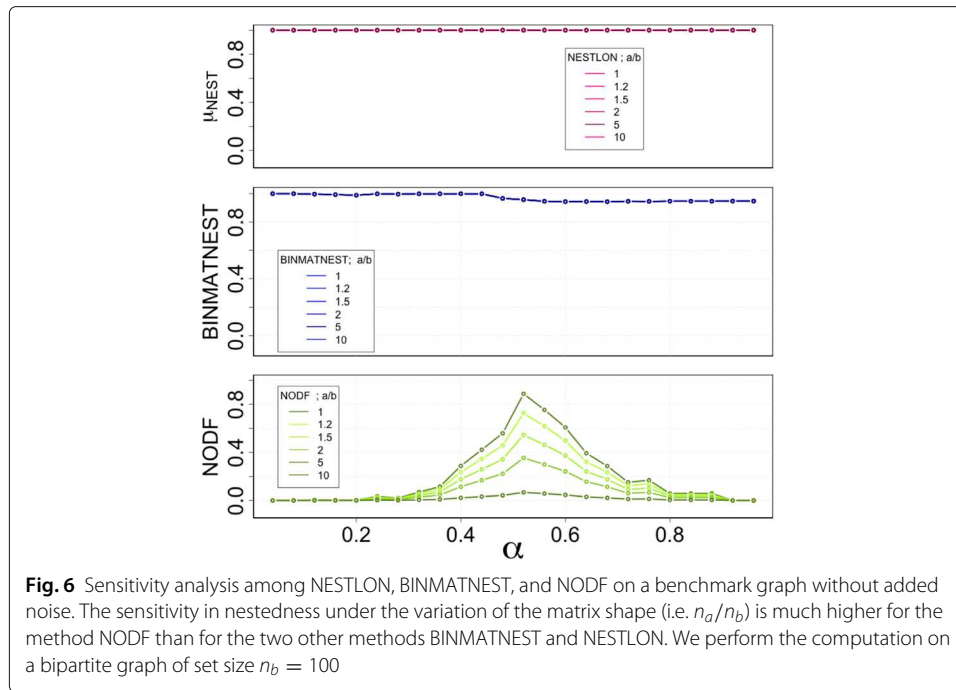 μNEST
0.0 0.4 0.8
NESTLON ; a/b
1
1.2
1.5
2
5
10
BINMATNEST
0.0 0.4 0.8
BINMATNEST; a/b
1
1.2
1.5
2
5
10
NODF
0.0 0.4 0.8
NODF ; a/b
1
1.2
1.5
2
5
10
0.2 0.4 0.6 0.8
α
Fig. 6 Sensitivity analysis among NESTLON, BINMATNEST, and NODF on a benchmark graph without added
noise. The sensitivity in nestedness under the variation of the matrix shape (i.e. na/nb) is much higher for the
method NODF than for the two other methods BINMATNEST and NESTLON. We perform the computation on
a bipartite graph of set size nb = 100